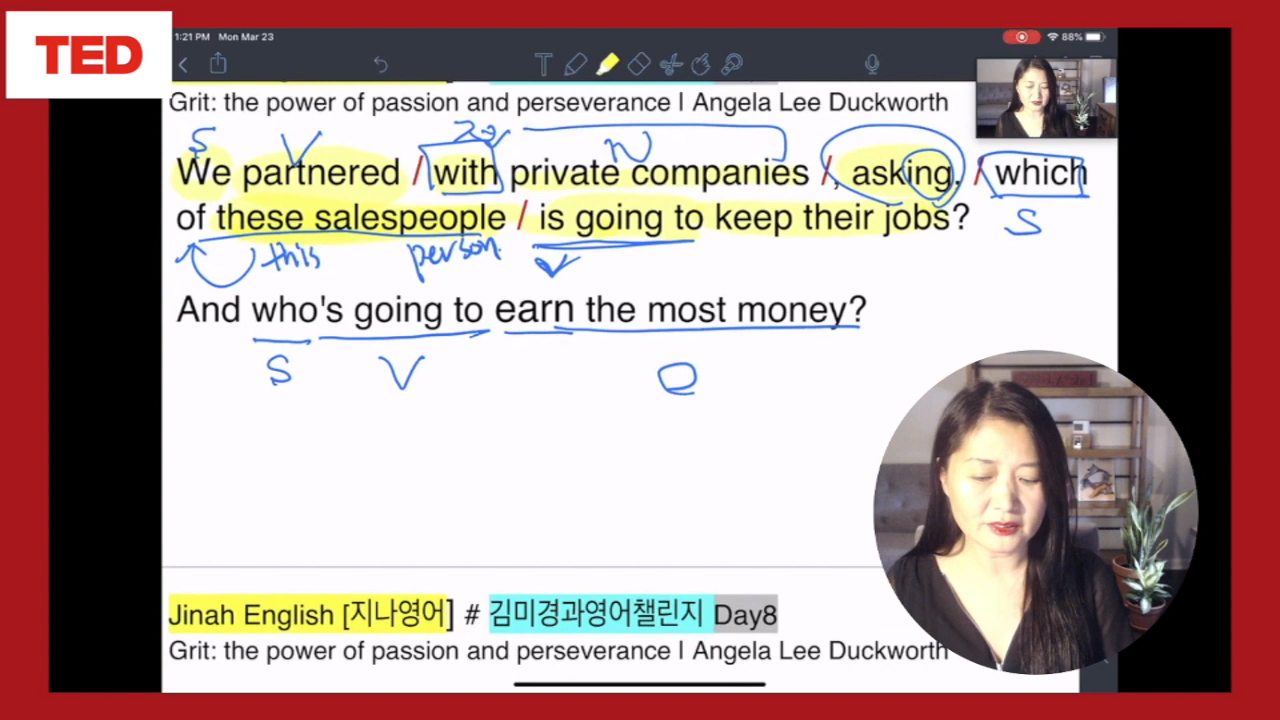 TED
1:21 PM Mon Mar 23
88%
T
Grit: the power of passion and perseverance I Angela Lee Duckworth
S V N
We partnered / with private companies /, asking, / which
of these salespeople / is going to keep their jobs?
this person V S
And who's going to earn the most money?
S V O
Jinah English [지나영어] # 김미경과영어챌린지 Day8
Grit: the power of passion and perseverance I Angela Lee Duckworth